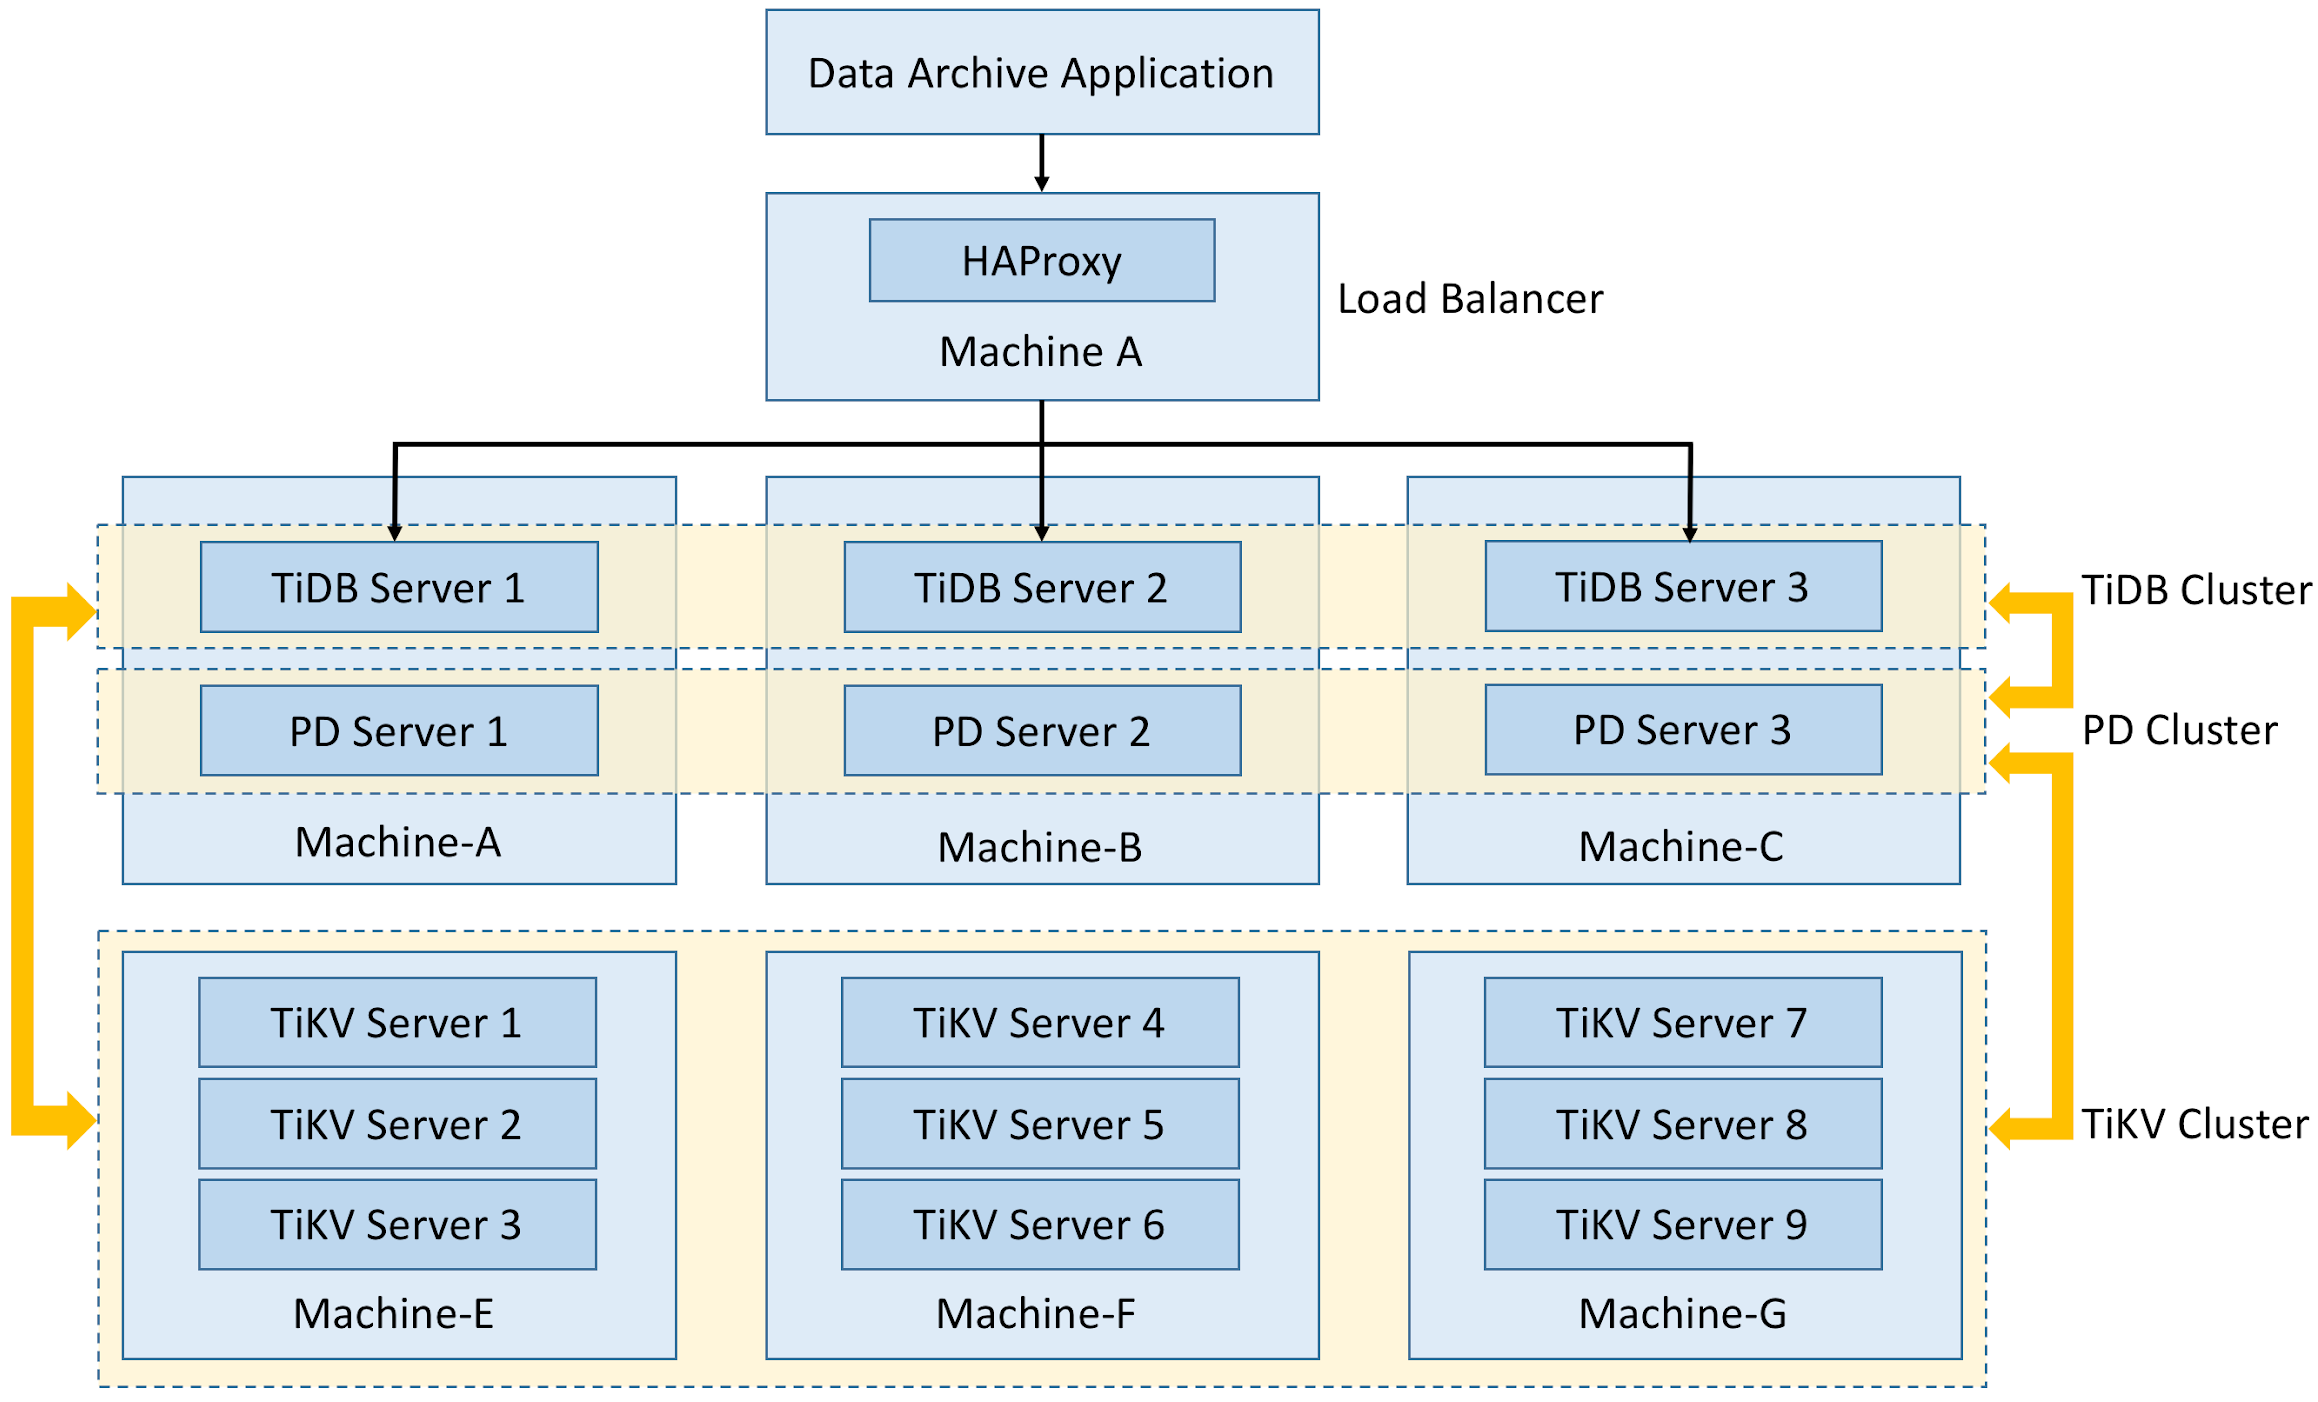 Data Archive Application
HAProxy
Machine A
Load Balancer
TiDB Server 1
TiDB Server 2
TiDB Server 3
TiDB Cluster
PD Server 1
PD Server 2
PD Server 3
PD Cluster
Machine-A
Machine-B
Machine-C
TiKV Server 1
TiKV Server 4
TiKV Server 7
TiKV Server 2
TiKV Server 5
TiKV Server 8
TiKV Cluster
TiKV Server 3
TiKV Server 6
TiKV Server 9
Machine-E
Machine-F
Machine-G